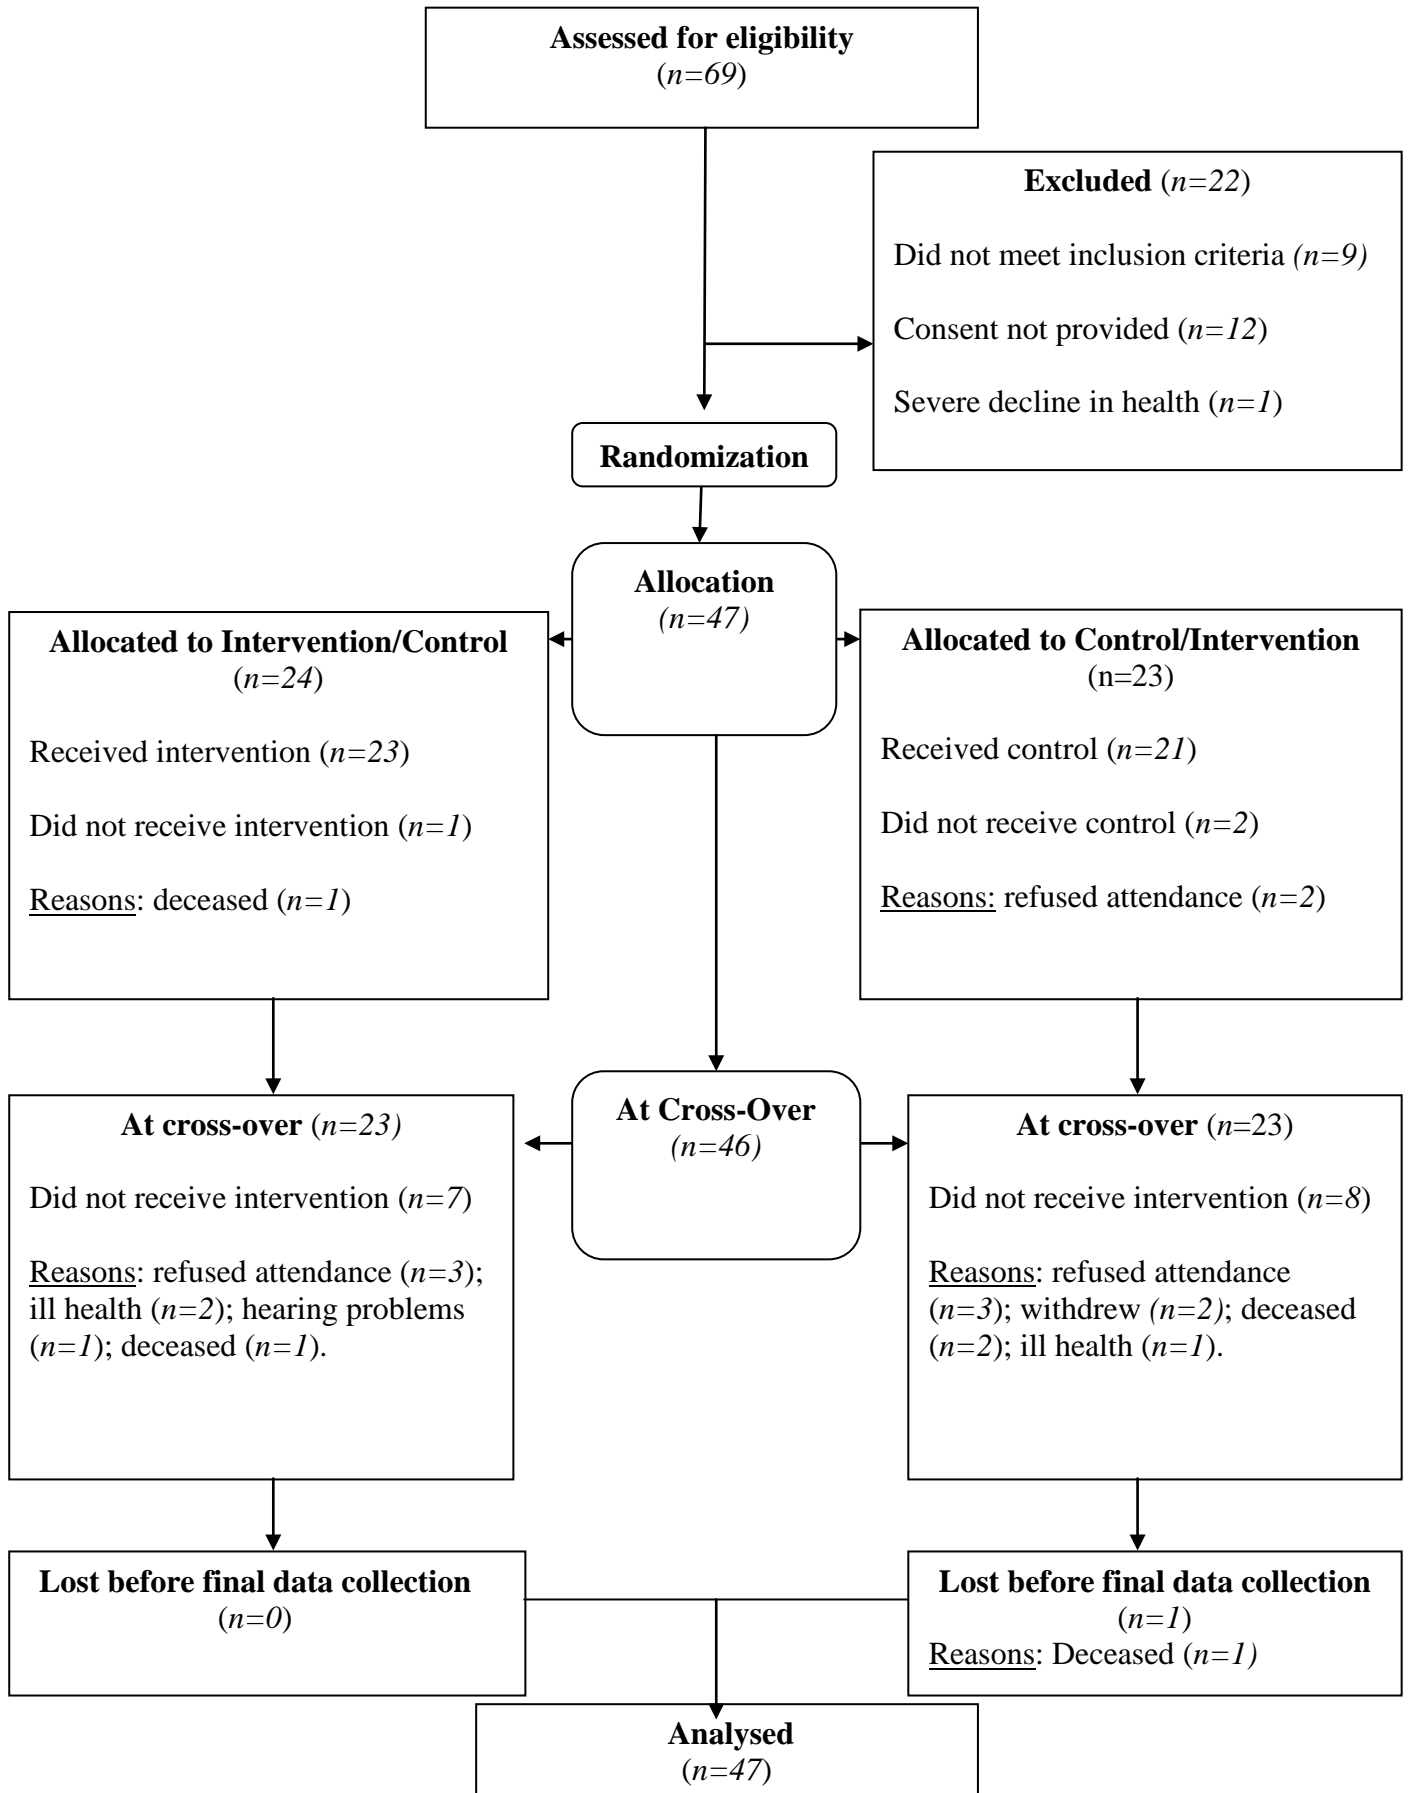 Assessed for eligibility
(n=69)
Excluded (n=22)
Did not meet inclusion criteria (n=9)
Consent not provided (n=12)
Severe decline in health (n=1)
Randomization
Allocation
(n=47)
Allocated to Intervention/Control
(n=24)
Received intervention (n=23)
Did not receive intervention (n=1)
Reasons: deceased (n=1)
Allocated to Control/Intervention
(n=23)
Received control (n=21)
Did not receive control (n=2)
Reasons: refused attendance (n=2)
At Cross-Over
(n=46)
At cross-over (n=23)
Did not receive intervention (n=7)
Reasons: refused attendance (n=3);
ill health (n=2); hearing problems
(n=1); deceased (n=1).
At cross-over (n=23)
Did not receive intervention (n=8)
Reasons: refused attendance
(n=3); withdrew (n=2); deceased
(n=2); ill health (n=1).
Lost before final data collection
(n=0)
Lost before final data collection
(n=1)
Reasons: Deceased (n=1)
Analysed
(n=47)